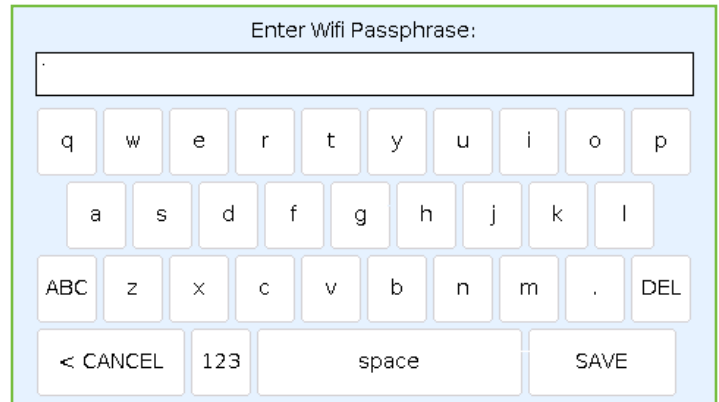 Enter Wifi Passphrase:
q w e r t y u i o p
a s d f g h j k l
ABC z x c v b n m . DEL
< CANCEL 123 space SAVE